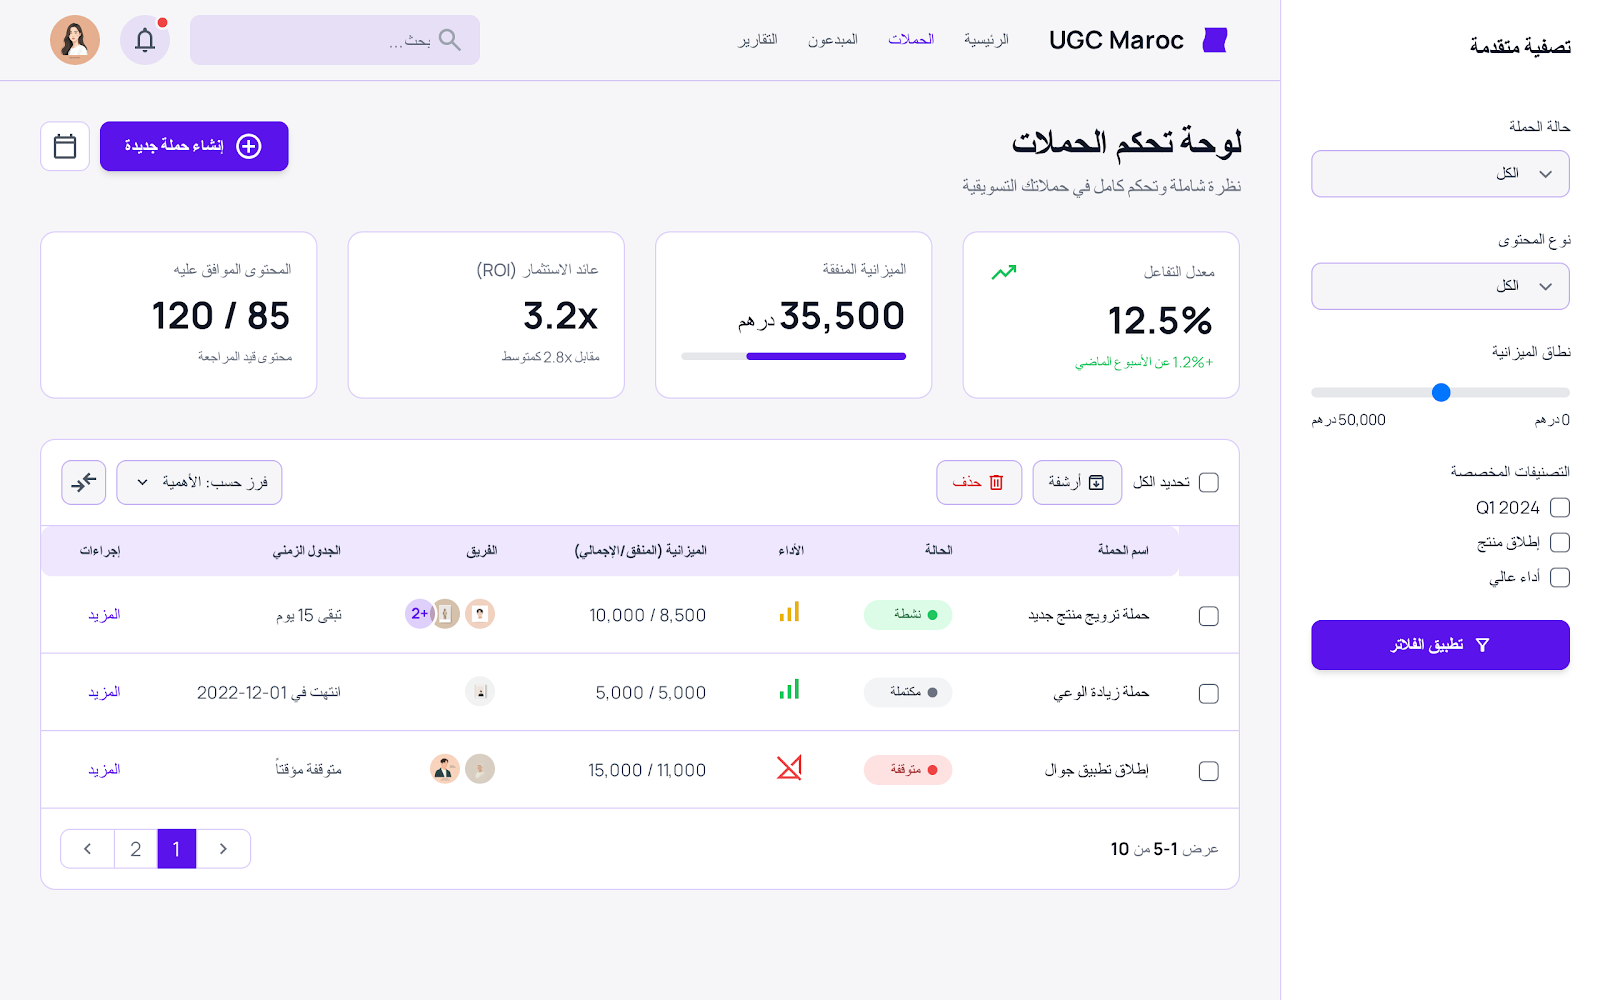 تصفية متقدمة
حالة الحملة
الكل
نوع المحتوى
الكل
نطاق الميزانية
0 درهم
50,000 درهم
التصنيفات المخصصة
Q1 2024
إطلاق منتج
أداء عالي
تطبيق الفلاتر
UGC Maroc
الرئيسية
الحملات
المبدعون
التقارير
بحث...
لوحة تحكم الحملات
نظرة شاملة وتحكم كامل في حملاتك التسويقية
إنشاء حملة جديدة
معدل التفاعل
12.5%
+1.2% عن الأسبوع الماضي
الميزانية المنفقة
35,500 درهم
عائد الاستثمار (ROI)
3.2x
مقابل 2.8x كمتوسط
المحتوى الموافق عليه
85 / 120
محتوى قيد المراجعة
تحديد الكل
أرشفة
حذف
فرز حسب: الأهمية
اسم الحملة الحالة الأداء الميزانية (المنفق/الإجمالي) الفريق الجدول الزمني إجراءات
حملة ترويج منتج جديد نشطة 8,500 / 10,000 +2 تبقى 15 يوم المزيد
حملة زيادة الوعي مكتملة 5,000 / 5,000 انتهت في 01-12-2022 المزيد
إطلاق تطبيق جوال متوقفة 11,000 / 15,000 متوقفة مؤقتاً المزيد
عرض 1-5 من 10
1
2